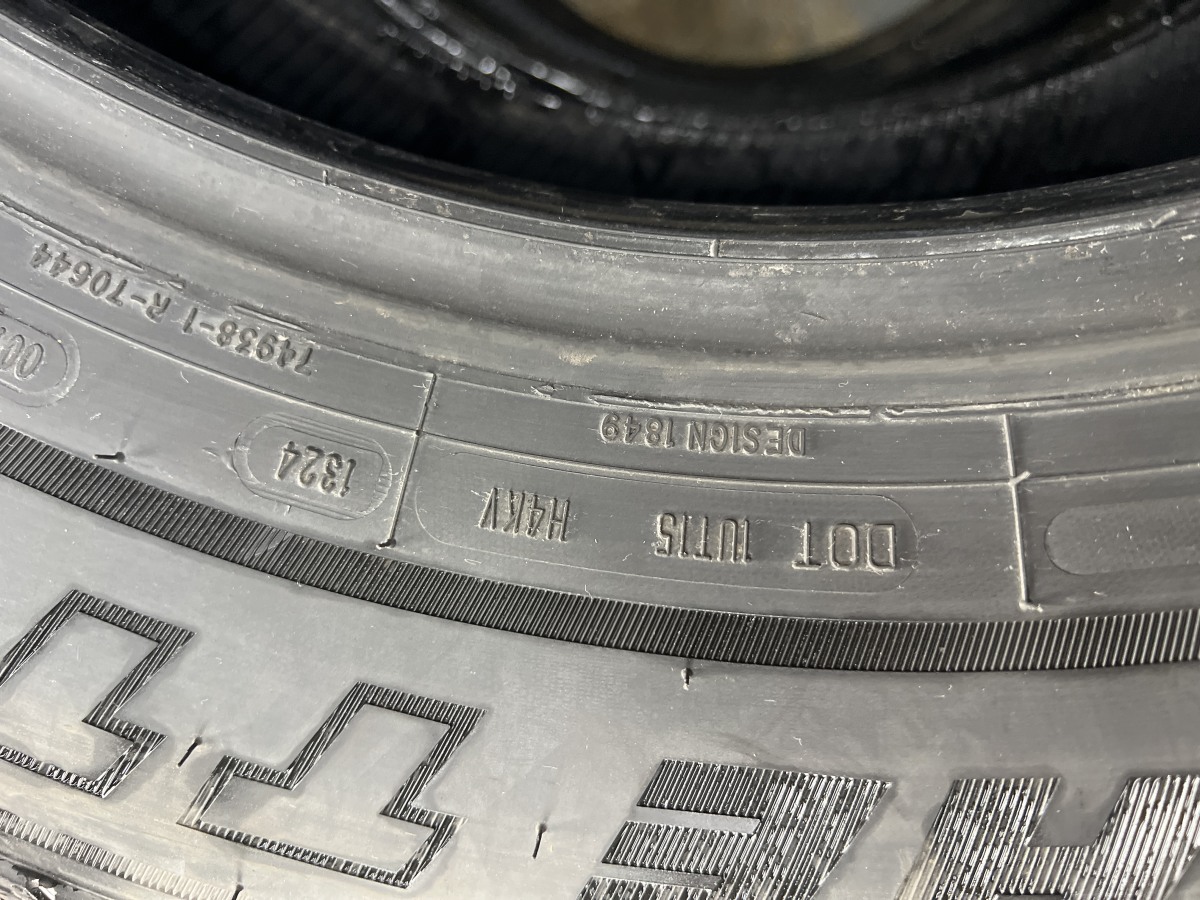 DOT 1UT15 H4KV 1324
DESIGN 1849
74938-1 R-70644